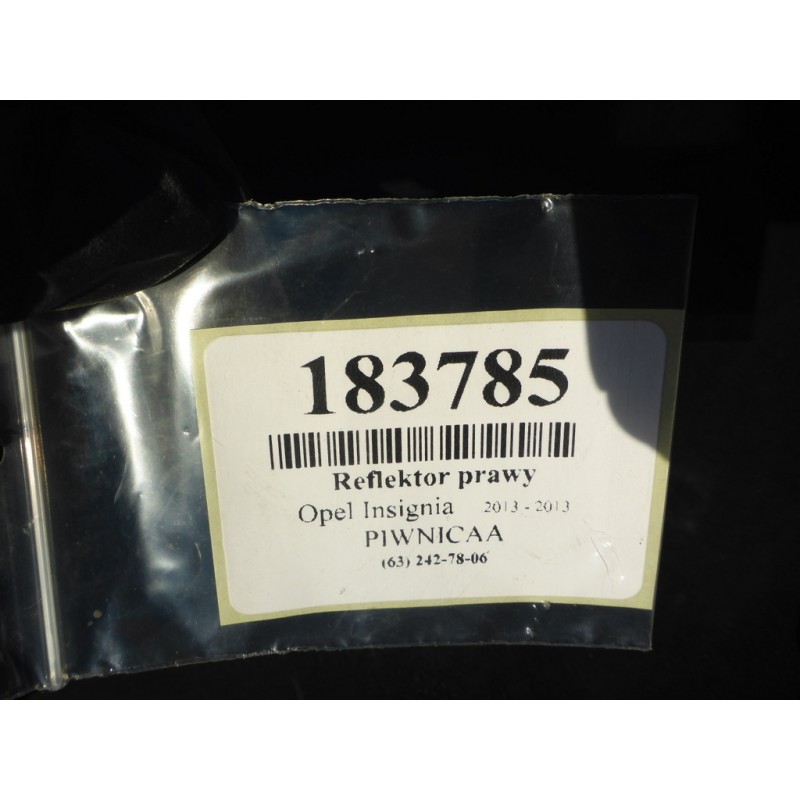 183785
Reflektor prawy
Opel Insignia 2013 - 2013
PIWNICAA
(63) 242-78-06